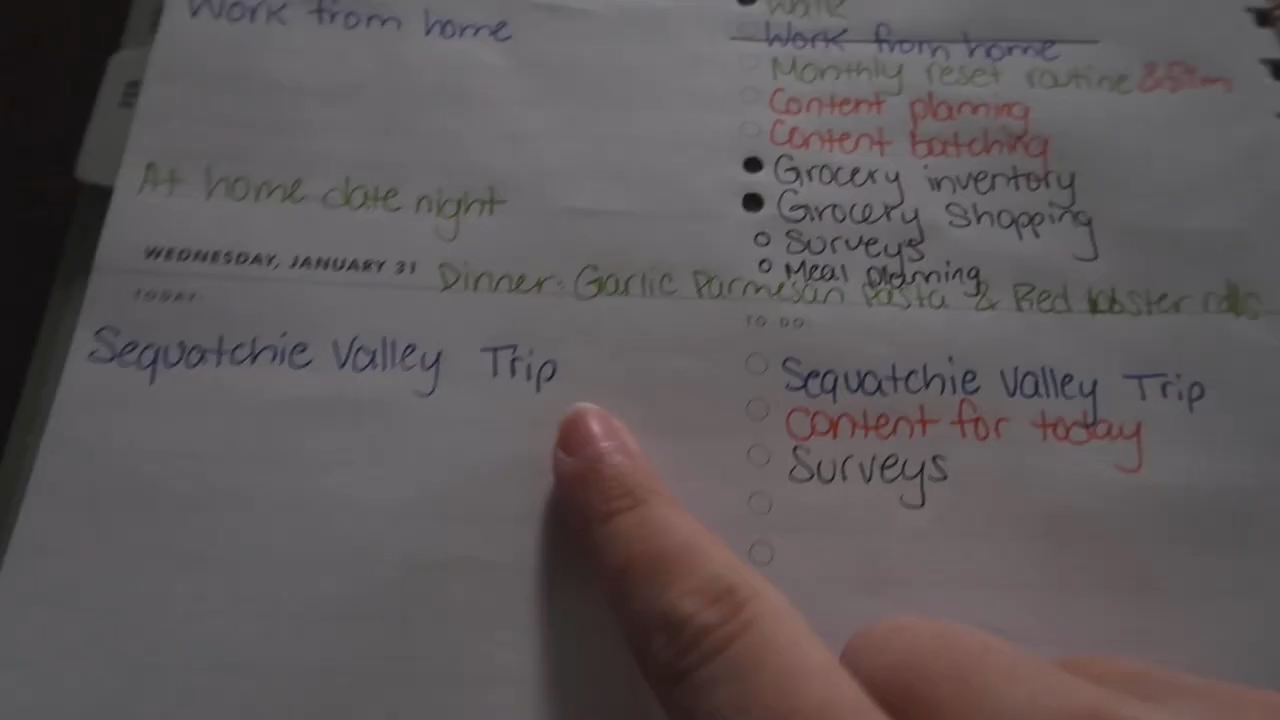 Work from home
Work from home
Monthly reset routine
Content planning
Content batching
Grocery inventory
At home date night
Grocery Shopping
Surveys
Meal planning
WEDNESDAY, JANUARY 31
Dinner: Garlic Parmesan Pasta & Red lobster rolls
TODAY
TO DO
Sequatchie Valley Trip
Sequatchie Valley Trip
Content for today
Surveys